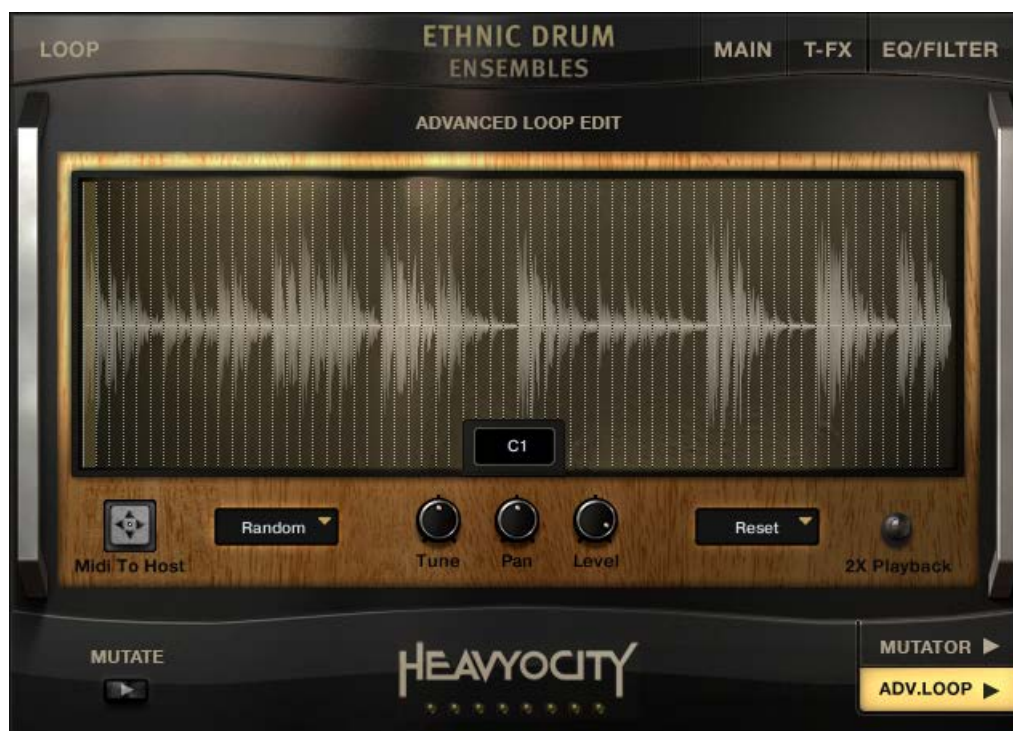 LOOP
ETHNIC DRUM
ENSEMBLES
MAIN
T-FX
EQ/FILTER
ADVANCED LOOP EDIT
C1
Random
Reset
Midi To Host
Tune
Pan
Level
2X Playback
MUTATE
HEAVYOCITY
MUTATOR
ADV.LOOP